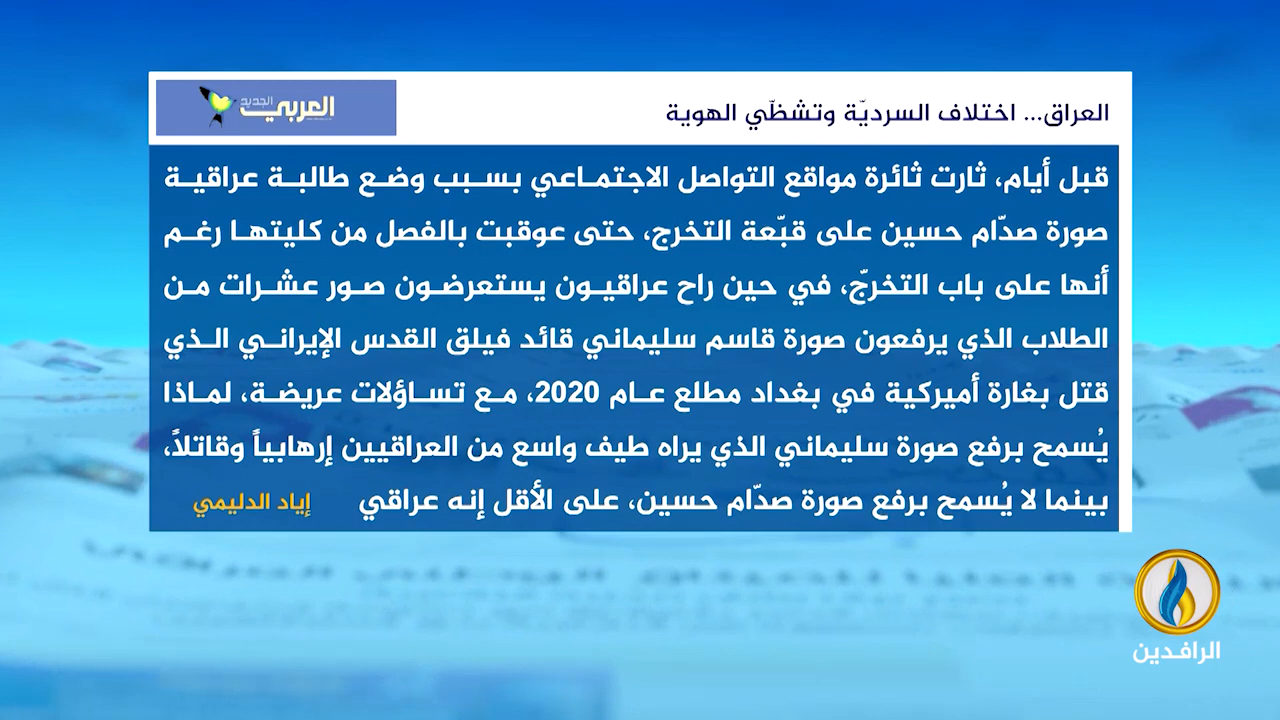 العربي الجديد
العراق... اختلاف السرديّة وتشظّي الهوية
قبل أيام، ثارت ثائرة مواقع التواصل الاجتماعي بسبب وضع طالبة عراقية
صورة صدّام حسين على قبّعة التخرج، حتى عوقبت بالفصل من كليتها رغم
أنها على باب التخرجّ، في حين راح عراقيون يستعرضون صور عشرات من
الطلاب الذي يرفعون صورة قاسم سليماني قائد فيلق القدس الإيراني الذي
قتل بغارة أميركية في بغداد مطلع عام 2020، مع تساؤلات عريضة، لماذا
يُسمح برفع صورة سليماني الذي يراه طيف واسع من العراقيين إرهابياً وقاتلاً،
بينما لا يُسمح برفع صورة صدّام حسين، على الأقل إنه عراقي
إياد الدليمي
الرافدين